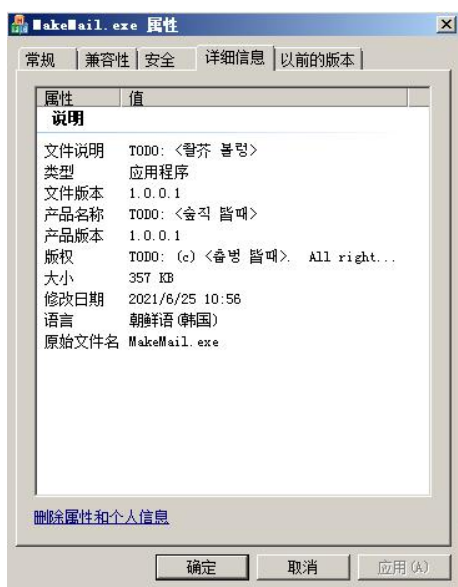 MakeMail.exe 属性
常规 兼容性 安全 详细信息 以前的版本
属性 值
说明
文件说明 TODO: <활芥 볼렁>
类型 应用程序
文件版本 1.0.0.1
产品名称 TODO: <숲직 쁩때>
产品版本 1.0.0.1
版权 TODO: (c) <춥벵 쁩때>. All right...
大小 357 KB
修改日期 2021/6/25 10:56
语言 朝鲜语(韩国)
原始文件名 MakeMail.exe
删除属性和个人信息
确定 取消 应用(A)